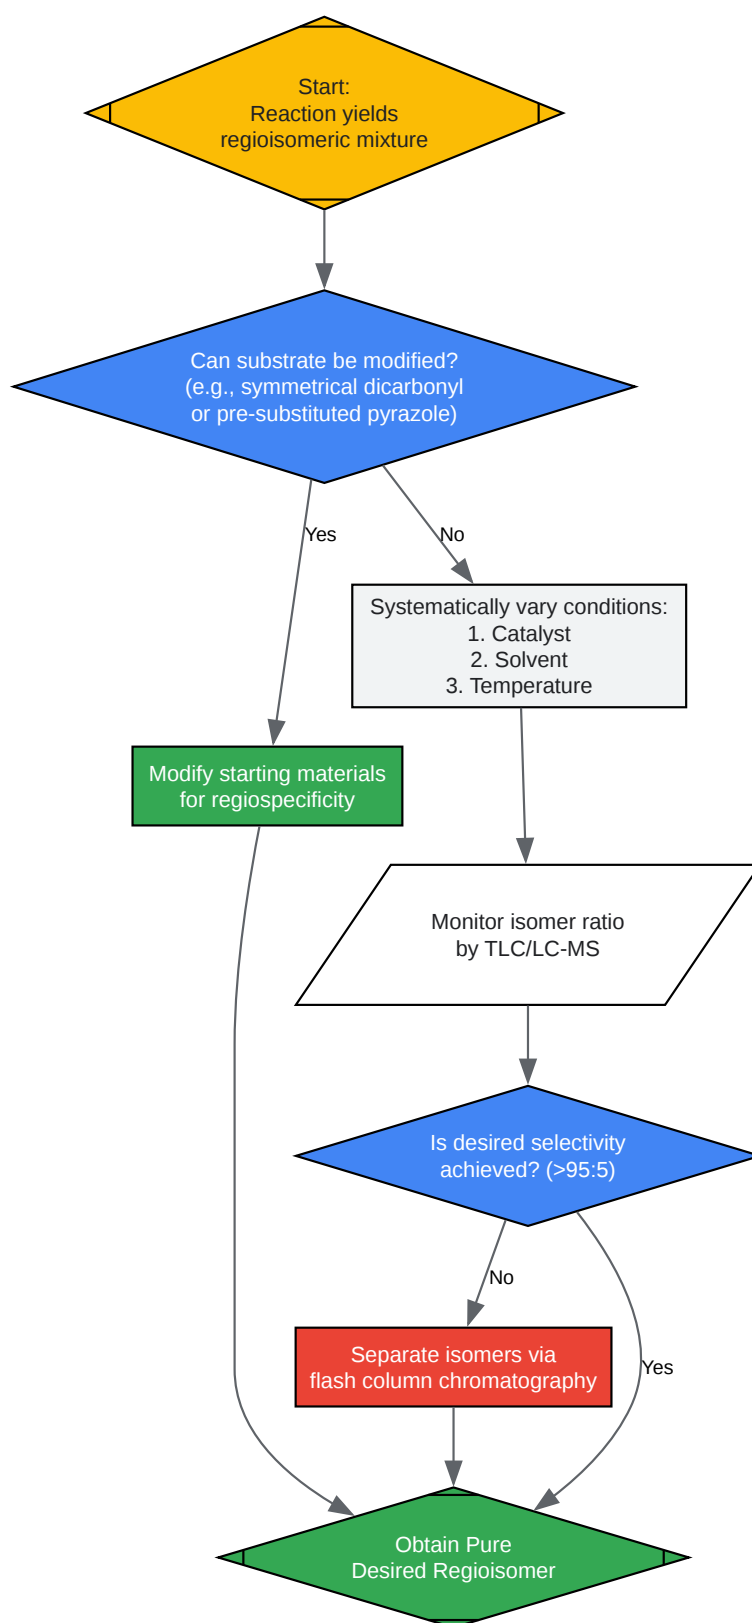 Start:
Reaction yields
regioisomeric mixture
Can substrate be modified?
(e.g., symmetrical dicarbonyl
or pre-substituted pyrazole)
Yes
No
Systematically vary conditions:
1. Catalyst
2. Solvent
3. Temperature
Modify starting materials
for regiospecificity
Monitor isomer ratio
by TLC/LC-MS
Is desired selectivity
achieved? (>95:5)
No
Separate isomers via
flash column chromatography
Yes
Obtain Pure
Desired Regioisomer